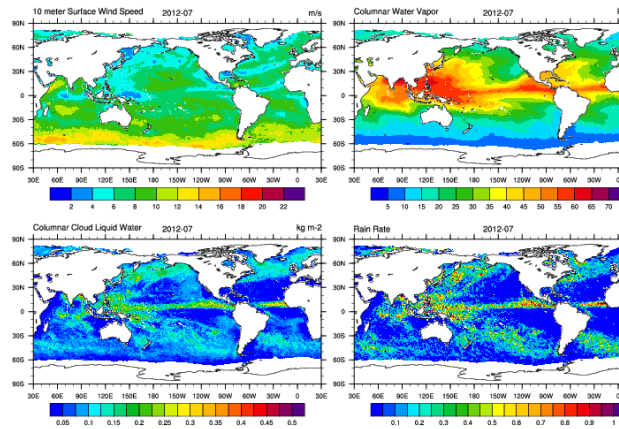 10 meter Surface Wind Speed 2012-07 m/s
90N
60N
30N
0
30S
60S
90S
30E 60E 90E 120E 150E 180 150W 120W 90W 60W 30W 0 30E
2 4 6 8 10 12 14 16 18 20 22
Columnar Water Vapor 2012-07
90N
60N
30N
0
30S
60S
90S
30E 60E 90E 120E 150E 180 150W 120W 90W 60W 30W 0
5 10 15 20 25 30 35 40 45 50 55 60 65 70
Columnar Cloud Liquid Water 2012-07 kg m-2
90N
60N
30N
0
30S
60S
90S
30E 60E 90E 120E 150E 180 150W 120W 90W 60W 30W 0 30E
0.05 0.1 0.15 0.2 0.25 0.3 0.35 0.4 0.45 0.5
Rain Rate 2012-07
90N
60N
30N
0
30S
60S
90S
30E 60E 90E 120E 150E 180 150W 120W 90W 60W 30W 0
0.1 0.2 0.3 0.4 0.5 0.6 0.7 0.8 0.9 1